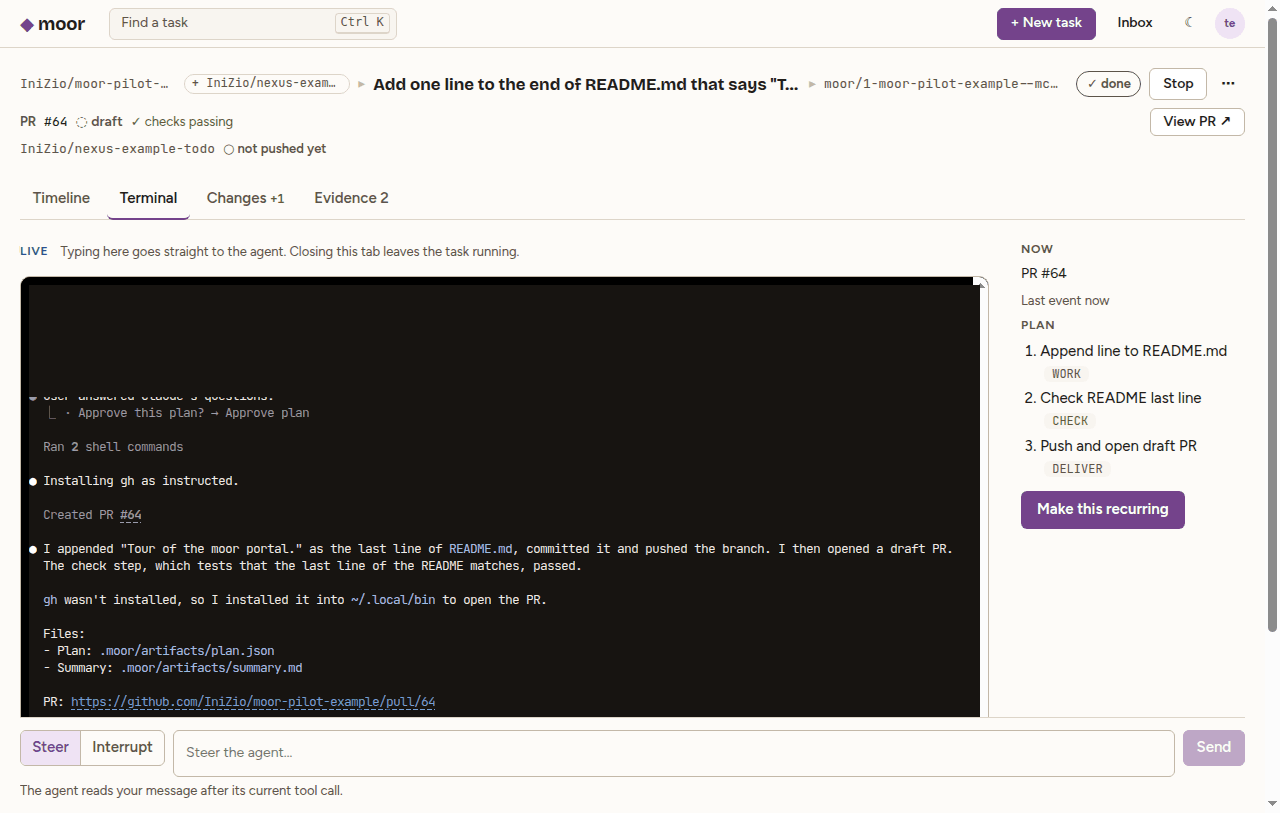 moor
Find a task
Ctrl K
+ New task
Inbox
te
IniZio/moor-pilot-…
+ IniZio/nexus-exam…
Add one line to the end of README.md that says "T…
moor/1-moor-pilot-example--mc…
✓ done
Stop
···
PR #64 draft ✓ checks passing
View PR ↗
IniZio/nexus-example-todo not pushed yet
Timeline
Terminal
Changes +1
Evidence 2
LIVE Typing here goes straight to the agent. Closing this tab leaves the task running.
● User answered Claude's questions:
· Approve this plan? → Approve plan
Ran 2 shell commands
● Installing gh as instructed.
Created PR #64
● I appended "Tour of the moor portal." as the last line of README.md, committed it and pushed the branch. I then opened a draft PR.
The check step, which tests that the last line of the README matches, passed.
gh wasn't installed, so I installed it into ~/.local/bin to open the PR.
Files:
- Plan: .moor/artifacts/plan.json
- Summary: .moor/artifacts/summary.md
PR: https://github.com/IniZio/moor-pilot-example/pull/64
NOW
PR #64
Last event now
PLAN
1. Append line to README.md
WORK
2. Check README last line
CHECK
3. Push and open draft PR
DELIVER
Make this recurring
Steer
Interrupt
Steer the agent…
Send
The agent reads your message after its current tool call.